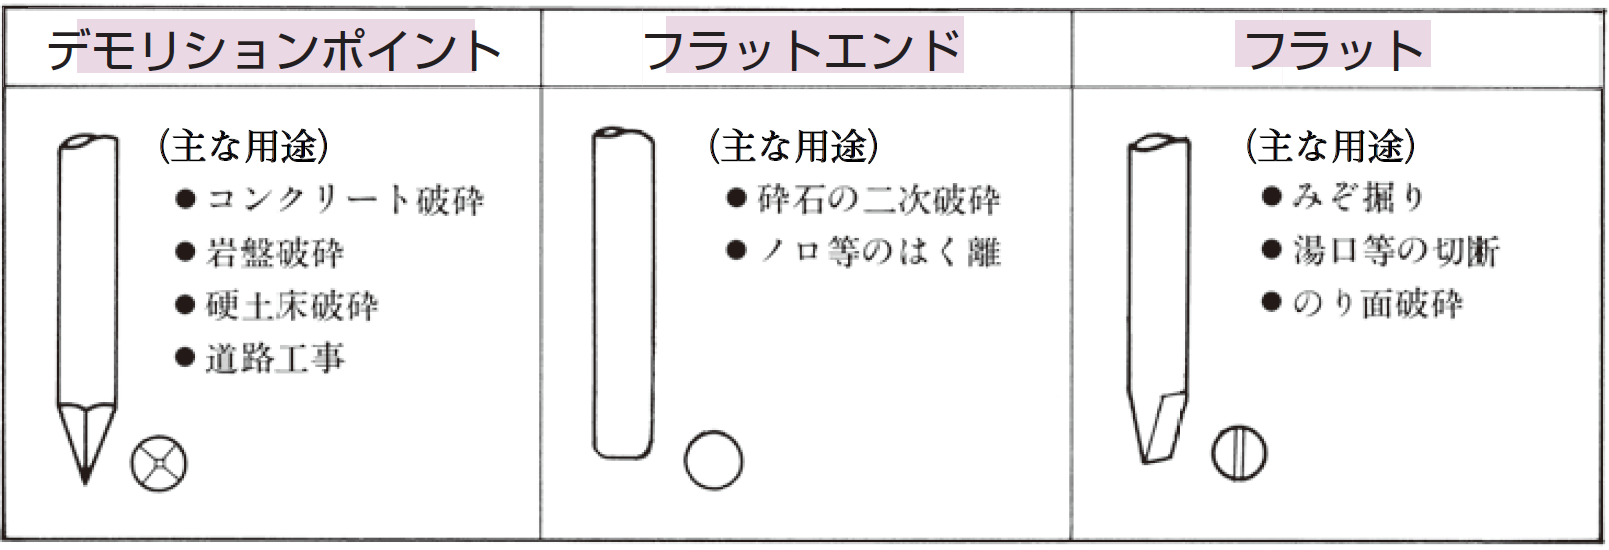 デモリションポイント
フラットエンド
フラット
(主な用途)
●コンクリート破砕
●岩盤破砕
●硬土床破砕
●道路工事
(主な用途)
●砕石の二次破砕
●ノロ等のはく離
(主な用途)
●みぞ掘り
●湯口等の切断
●のり面破砕